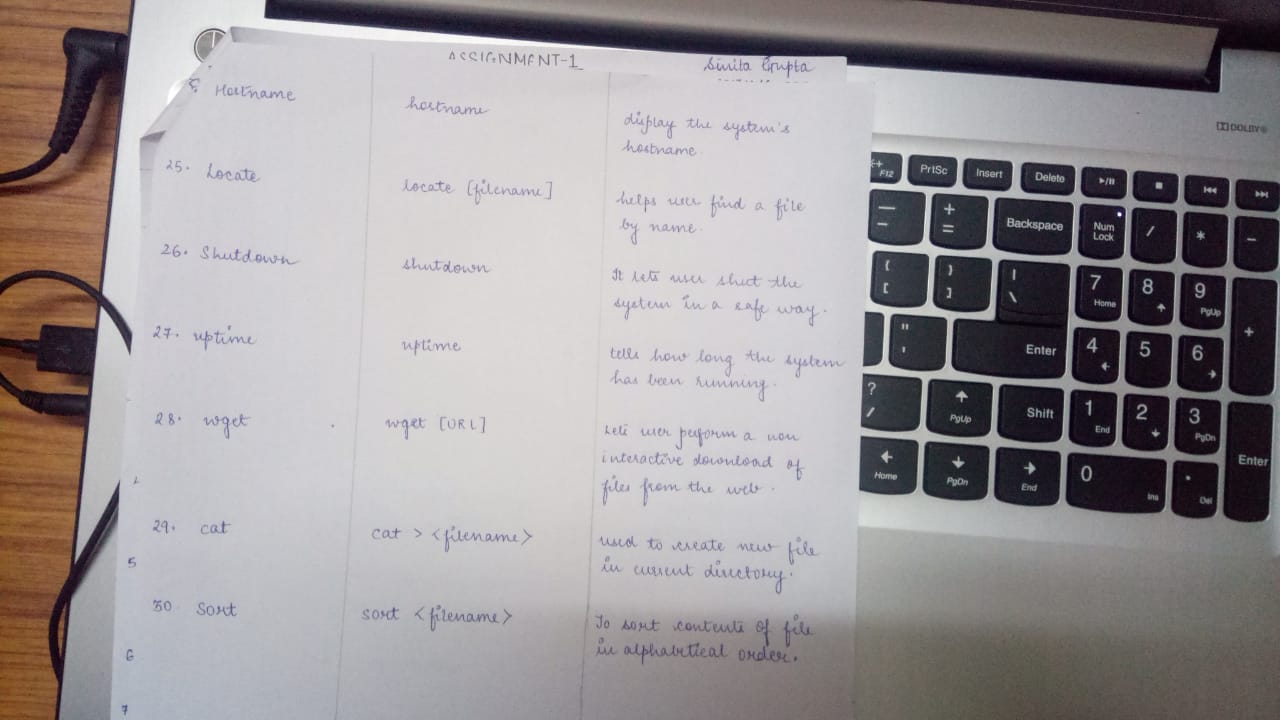 ASSIGNMENT-1
Sinita Gupta
Hostname
hostname
display the system's
hostname.
25. Locate
locate [filename]
helps user find a file
by name.
26. Shutdown
shutdown
It lets user shut the
system in a safe way.
27. uptime
uptime
tells how long the system
has been running.
28. wget
wget [URL]
Lets user perform a non
interactive download of
files from the web.
29. cat
cat > <filename>
used to create new file
in current directory.
30. Sort
sort <filename>
To sort contents of file
in alphabetical order.
5
6
7
DOLBY
F12 PrtSc Insert Delete
— - + = Backspace Num Lock / * -
{ [ } ] | \ 7 Home 8 9 PgUp +
" ' Enter 4 5 6
? / PgUp Shift 1 End 2 3 PgDn Enter
Home PgDn End 0 Ins . Del